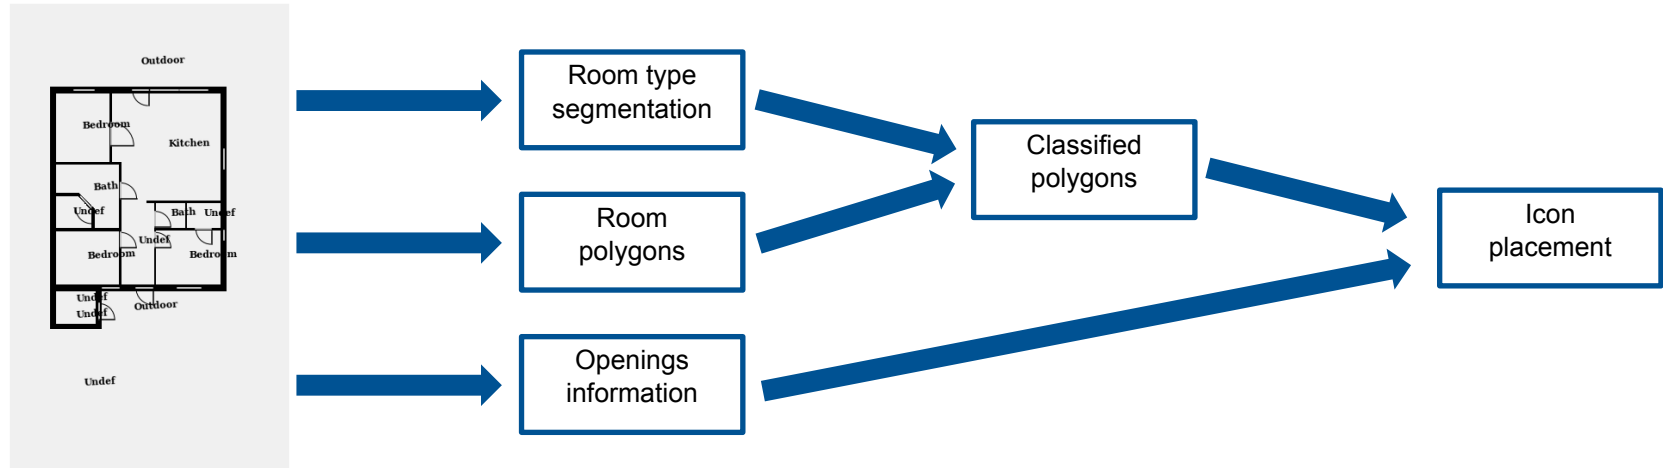 Outdoor
Bedroom
Kitchen
Bath
Undef
Bath
Undef
Undef
Bedroom
Bedroom
Undef
Undef
Outdoor
Undef
Room type
segmentation
Room
polygons
Openings
information
Classified
polygons
Icon
placement